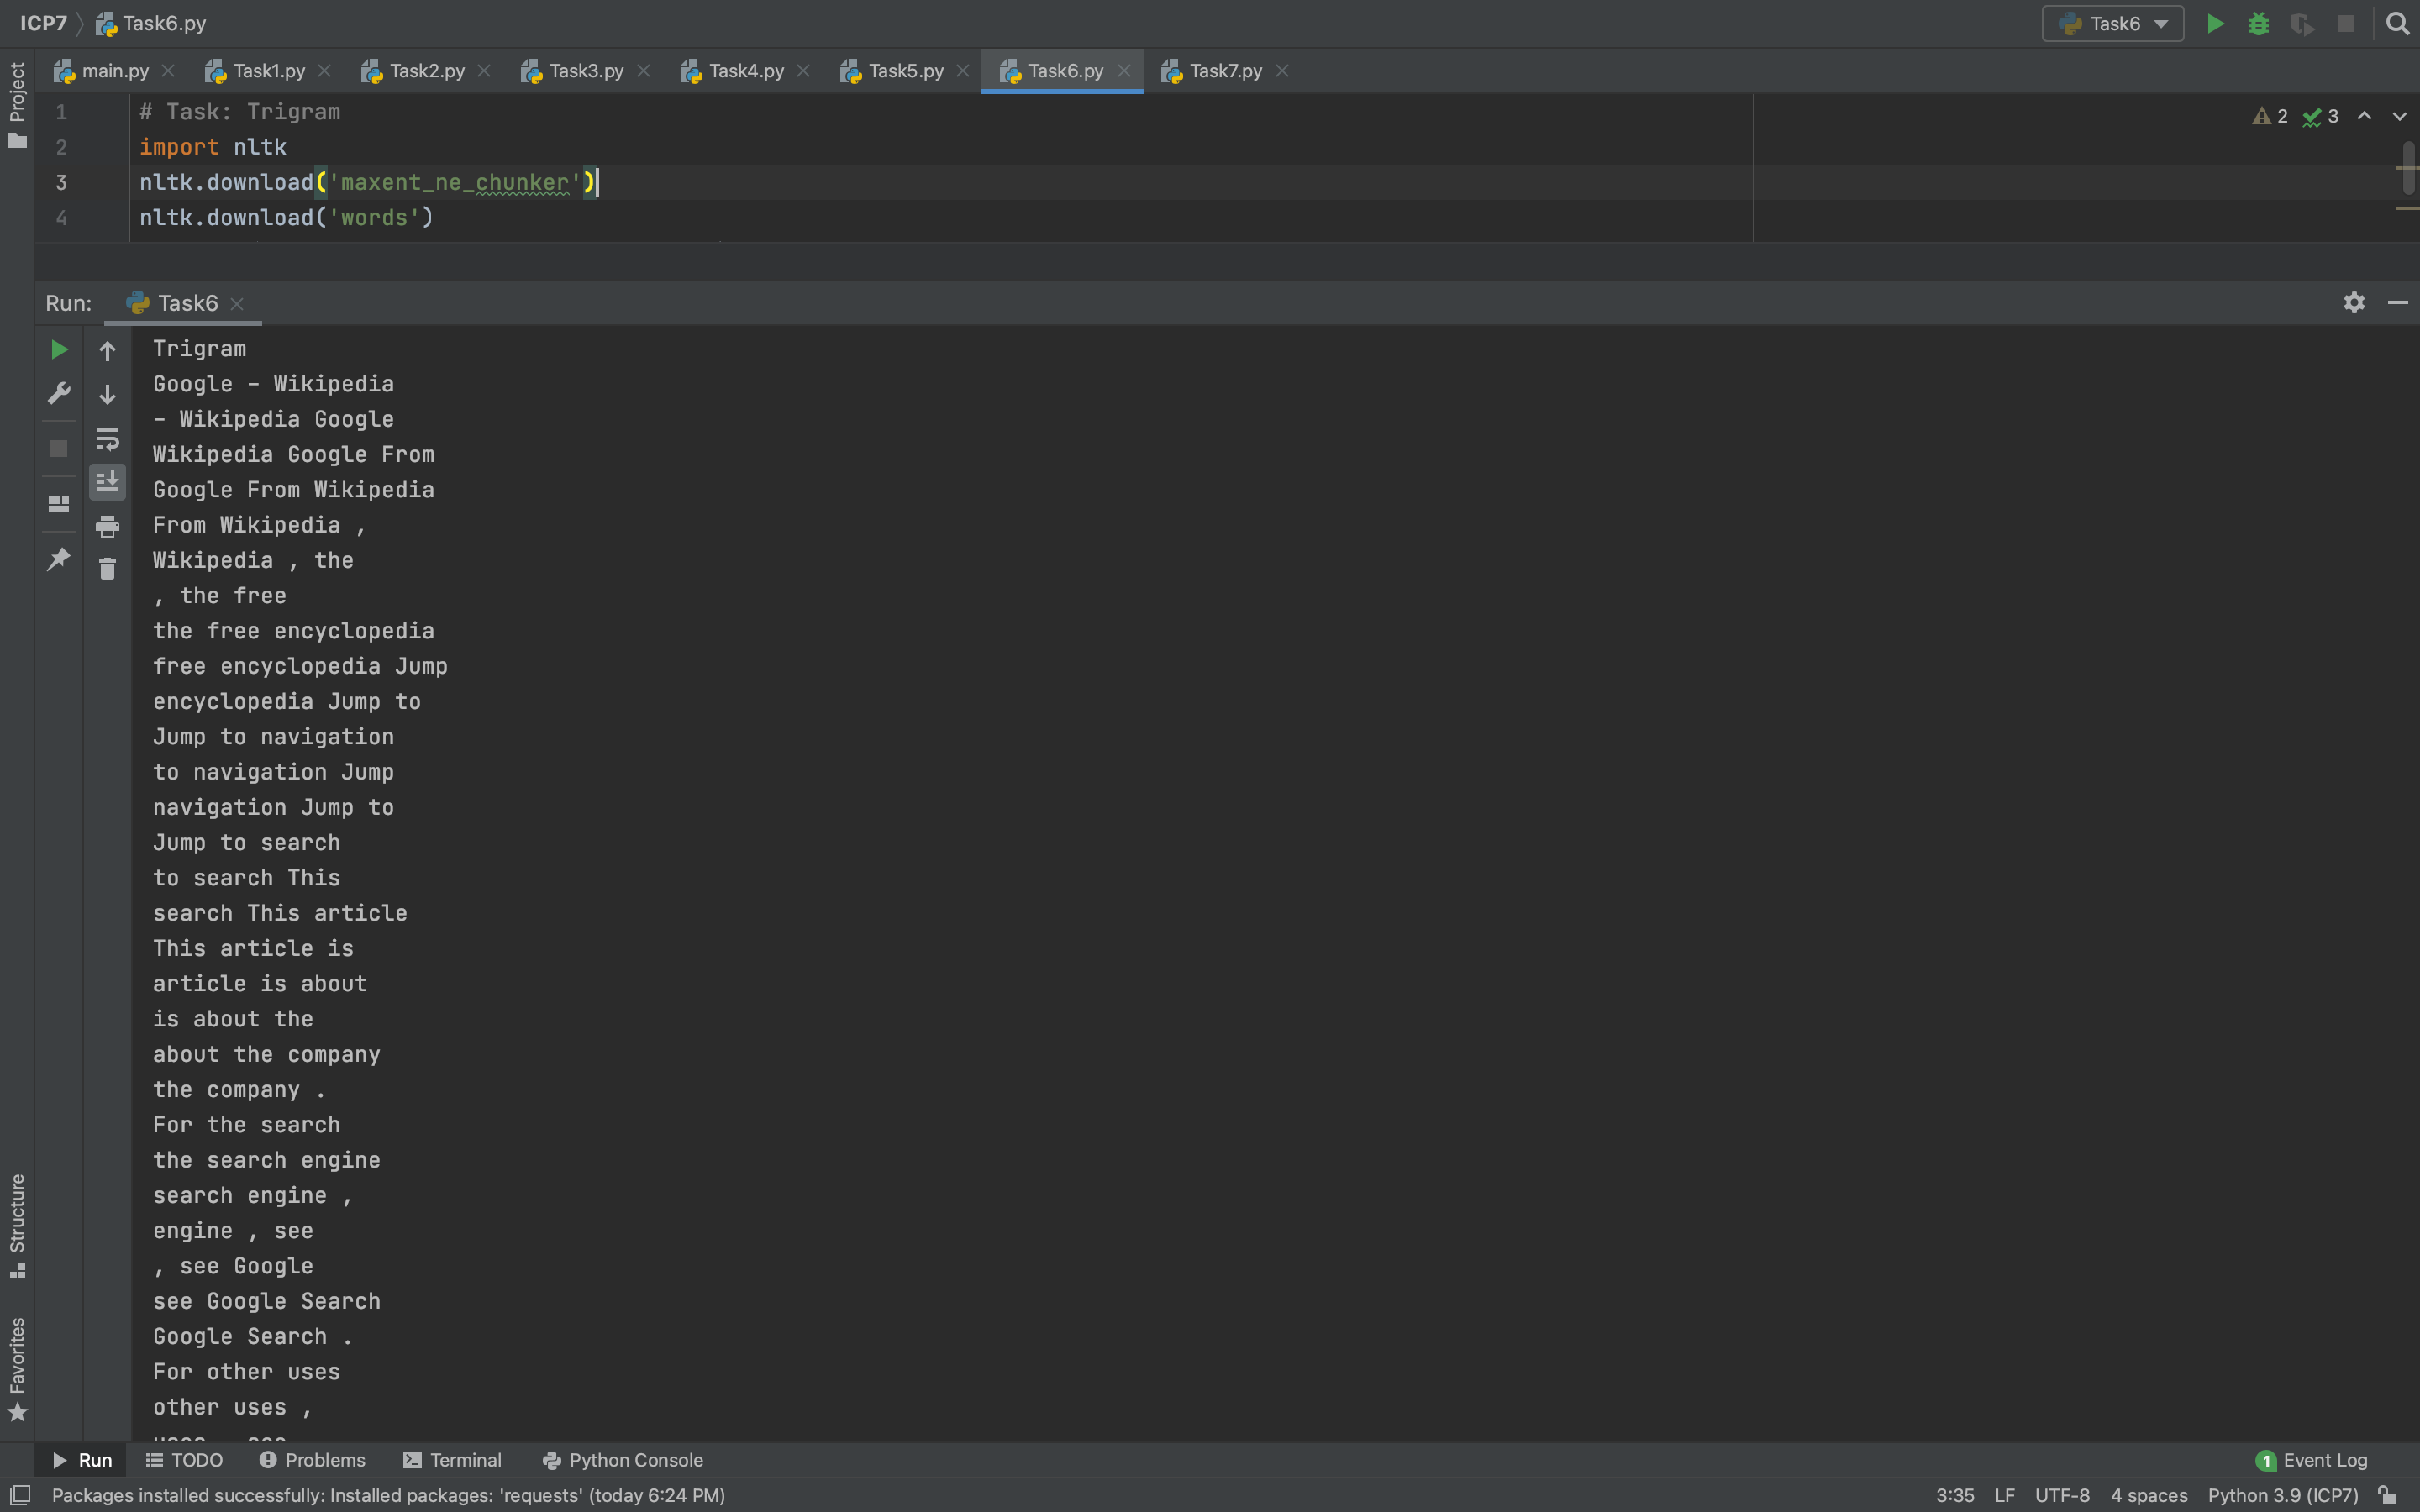 ICP7 Task6.py
Task6
main.py Task1.py Task2.py Task3.py Task4.py Task5.py Task6.py Task7.py
Project
1 # Task: Trigram
2 3
2 import nltk
3 nltk.download('maxent_ne_chunker')
4 nltk.download('words')
Run: Task6
Trigram
Google - Wikipedia
- Wikipedia Google
Wikipedia Google From
Google From Wikipedia
From Wikipedia ,
Wikipedia , the
, the free
the free encyclopedia
free encyclopedia Jump
encyclopedia Jump to
Jump to navigation
to navigation Jump
navigation Jump to
Jump to search
to search This
search This article
This article is
article is about
is about the
about the company
the company .
For the search
the search engine
search engine ,
engine , see
, see Google
see Google Search
Google Search .
For other uses
other uses ,
Structure
Favorites
Run TODO Problems Terminal Python Console 1 Event Log
Packages installed successfully: Installed packages: 'requests' (today 6:24 PM) 3:35 LF UTF-8 4 spaces Python 3.9 (ICP7)